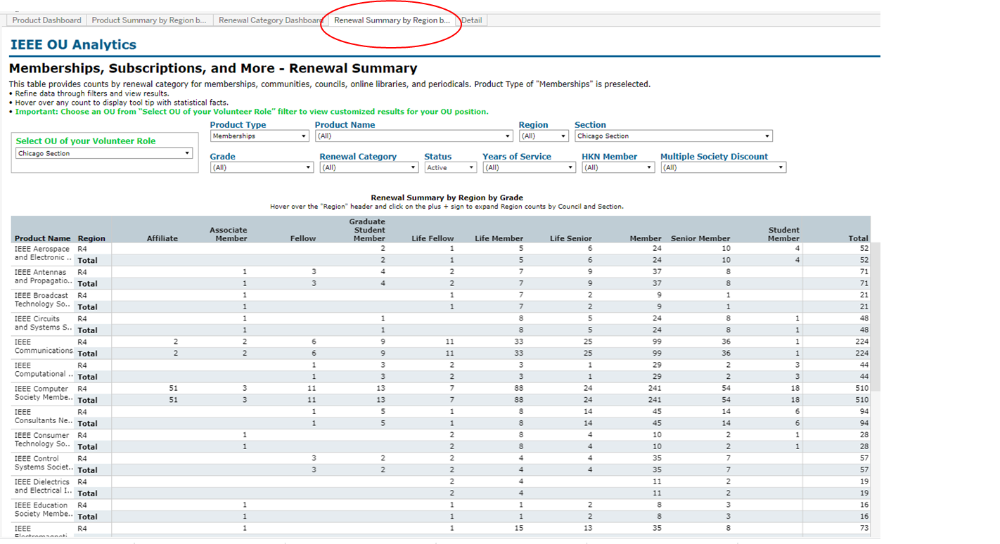 Product Dashboard Product Summary by Region b... Renewal Category Dashboard Renewal Summary by Region b... Detail
IEEE OU Analytics
Memberships, Subscriptions, and More - Renewal Summary
This table provides counts by renewal category for memberships, communities, councils, online libraries, and periodicals. Product Type of "Memberships" is preselected.
• Refine data through filters and view results.
• Hover over any count to display tool tip with statistical facts.
• Important: Choose an OU from “Select OU of your Volunteer Role” filter to view customized results for your OU position.
Select OU of your Volunteer Role
Chicago Section
Product Type Product Name Region Section
Memberships (All) (All) Chicago Section
Grade Renewal Category Status Years of Service HKN Member Multiple Society Discount
(All) (All) Active (All) (All) (All)
Renewal Summary by Region by Grade
Hover over the "Region" header and click on the plus + sign to expand Region counts by Council and Section.
Product Name Region Affiliate Associate Member Fellow Graduate Student Member Life Fellow Life Member Life Senior Member Senior Member Student Member Total
IEEE Aerospace R4 2 1 5 6 24 10 4 52
and Electronic .. Total 2 1 5 6 24 10 4 52
IEEE Antennas R4 1 3 4 2 7 9 37 8 71
and Propagatio.. Total 1 3 4 2 7 9 37 8 71
IEEE Broadcast R4 1 1 7 2 9 1 21
Technology So.. Total 1 1 7 2 9 1 21
IEEE Circuits R4 1 1 8 5 24 8 1 48
and Systems S.. Total 1 1 8 5 24 8 1 48
IEEE R4 2 2 6 9 11 33 25 99 36 1 224
Communications Total 2 2 6 9 11 33 25 99 36 1 224
IEEE R4 1 3 2 3 1 29 2 3 44
Computational .. Total 1 3 2 3 1 29 2 3 44
IEEE Computer R4 51 3 11 13 7 88 24 241 54 18 510
Society Membe.. Total 51 3 11 13 7 88 24 241 54 18 510
IEEE R4 1 5 1 8 14 45 14 6 94
Consultants Ne.. Total 1 5 1 8 14 45 14 6 94
IEEE Consumer R4 1 2 8 4 10 2 1 28
Technology So.. Total 1 2 8 4 10 2 1 28
IEEE Control R4 3 2 2 4 4 35 7 57
Systems Societ.. Total 3 2 2 4 4 35 7 57
IEEE Dielectrics R4 2 4 11 2 19
and Electrical I.. Total 2 4 11 2 19
IEEE Education R4 1 1 1 2 8 3 16
Society Membe.. Total 1 1 1 2 8 3 16
IEEE R4 1 1 15 13 35 8 73